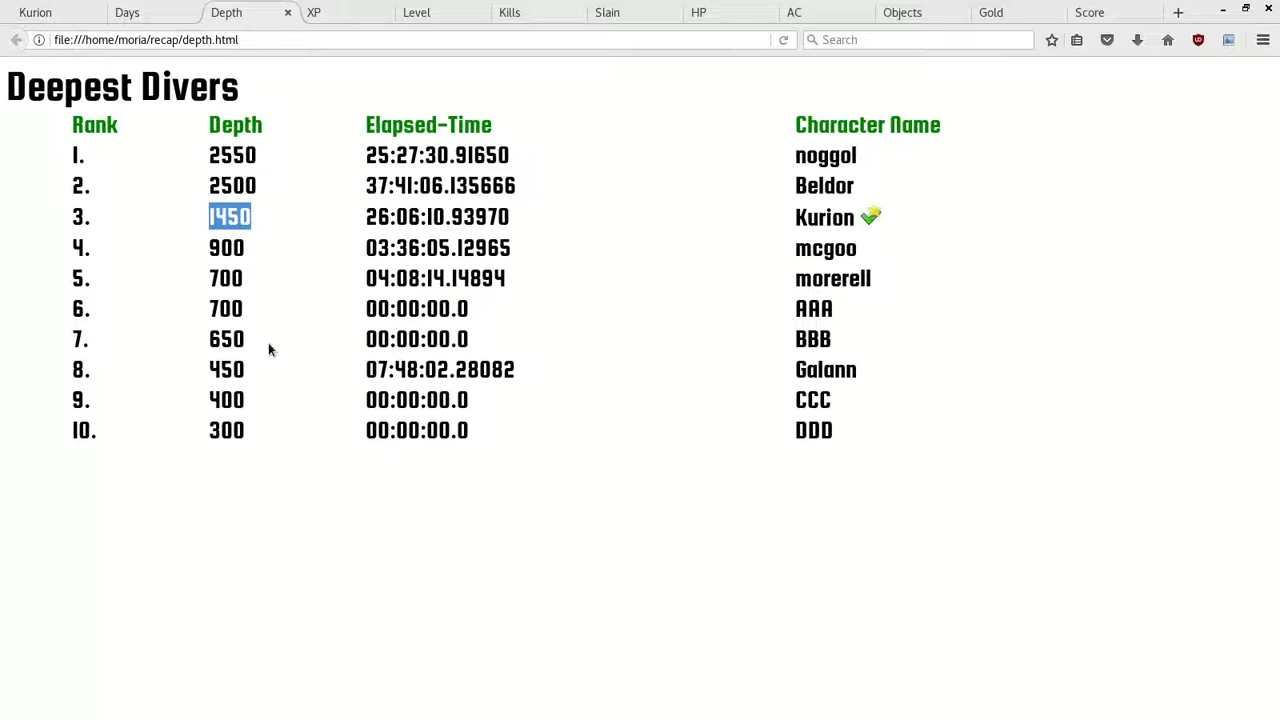 Kurion Days Depth × XP Level Kills Slain HP AC Objects Gold Score
file:///home/moria/recap/depth.html Search
Deepest Divers
Rank Depth Elapsed-Time Character Name
1. 2550 25:27:30.91650 noggol
2. 2500 37:41:06.135666 Beldor
3. 1450 26:06:10.93970 Kurion
4. 900 03:36:05.12965 mcgoo
5. 700 04:08:14.14894 morerell
6. 700 00:00:00.0 AAA
7. 650 00:00:00.0 BBB
8. 450 07:48:02.28082 Galann
9. 400 00:00:00.0 CCC
10. 300 00:00:00.0 DDD